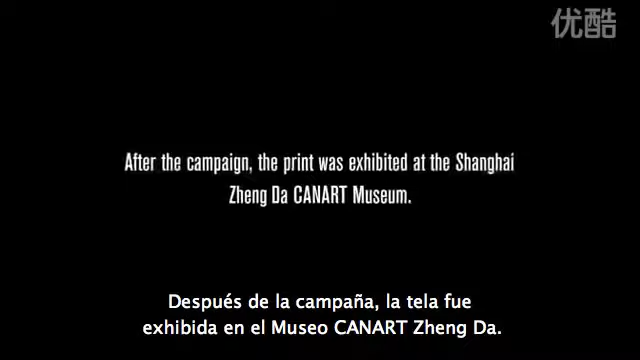 优酷
After the campaign, the print was exhibited at the Shanghai
Zheng Da CANART Museum.
Después de la campaña, la tela fue
exhibida en el Museo CANART Zheng Da.